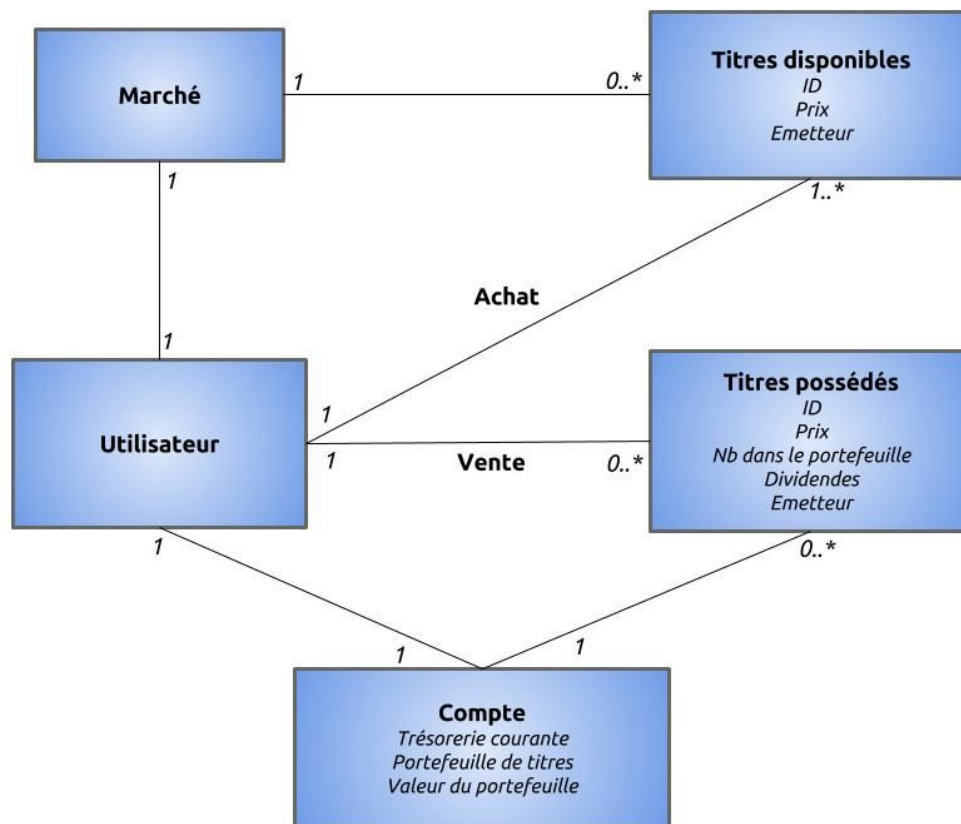 Marché
1
0..*
Titres disponibles
ID
Prix
Emetteur
1
1..*
Achat
1
1
Utilisateur
1
1
Vente
0..*
Titres possédés
ID
Prix
Nb dans le portefeuille
Dividendes
Emetteur
1
0..*
1
1
Compte
Trésorerie courante
Portefeuille de titres
Valeur du portefeuille